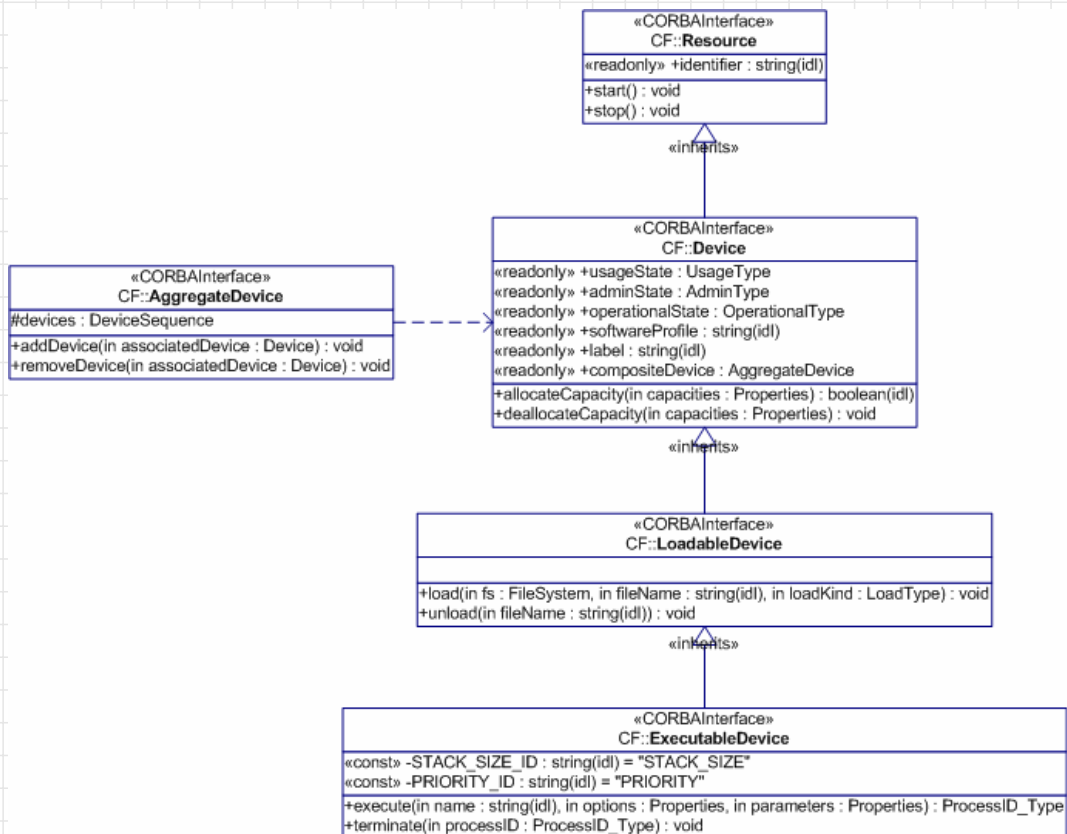 «CORBAInterface»
CF::Resource
«readonly» +identifier : string(idl)
+start() : void
+stop() : void
«inherits»
«CORBAInterface»
CF::Device
«readonly» +usageState : UsageType
«readonly» +adminState : AdminType
«readonly» +operationalState : OperationalType
«readonly» +softwareProfile : string(idl)
«readonly» +label : string(idl)
«readonly» +compositeDevice : AggregateDevice
+allocateCapacity(in capacities : Properties) : boolean(idl)
+deallocateCapacity(in capacities : Properties) : void
«CORBAInterface»
CF::AggregateDevice
#devices : DeviceSequence
+addDevice(in associatedDevice : Device) : void
+removeDevice(in associatedDevice : Device) : void
«inherits»
«CORBAInterface»
CF::LoadableDevice
+load(in fs : FileSystem, in fileName : string(idl), in loadKind : LoadType) : void
+unload(in fileName : string(idl)) : void
«inherits»
«CORBAInterface»
CF::ExecutableDevice
«const» -STACK_SIZE_ID : string(idl) = "STACK_SIZE"
«const» -PRIORITY_ID : string(idl) = "PRIORITY"
+execute(in name : string(idl), in options : Properties, in parameters : Properties) : ProcessID_Type
+terminate(in processID : ProcessID_Type) : void